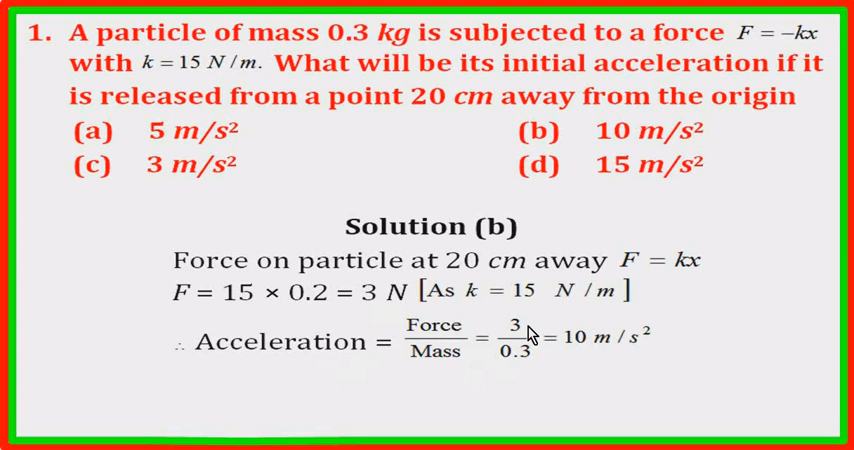 1. A particle of mass 0.3 kg is subjected to a force F = −kx
with k = 15 N / m. What will be its initial acceleration if it
is released from a point 20 cm away from the origin
(a) 5 m/s² (b) 10 m/s²
(c) 3 m/s² (d) 15 m/s²
Solution (b)
Force on particle at 20 cm away F = kx
F = 15 × 0.2 = 3 N [As k = 15 N / m ]
∴ Acceleration = Force/Mass = 3/0.3 = 10 m / s²